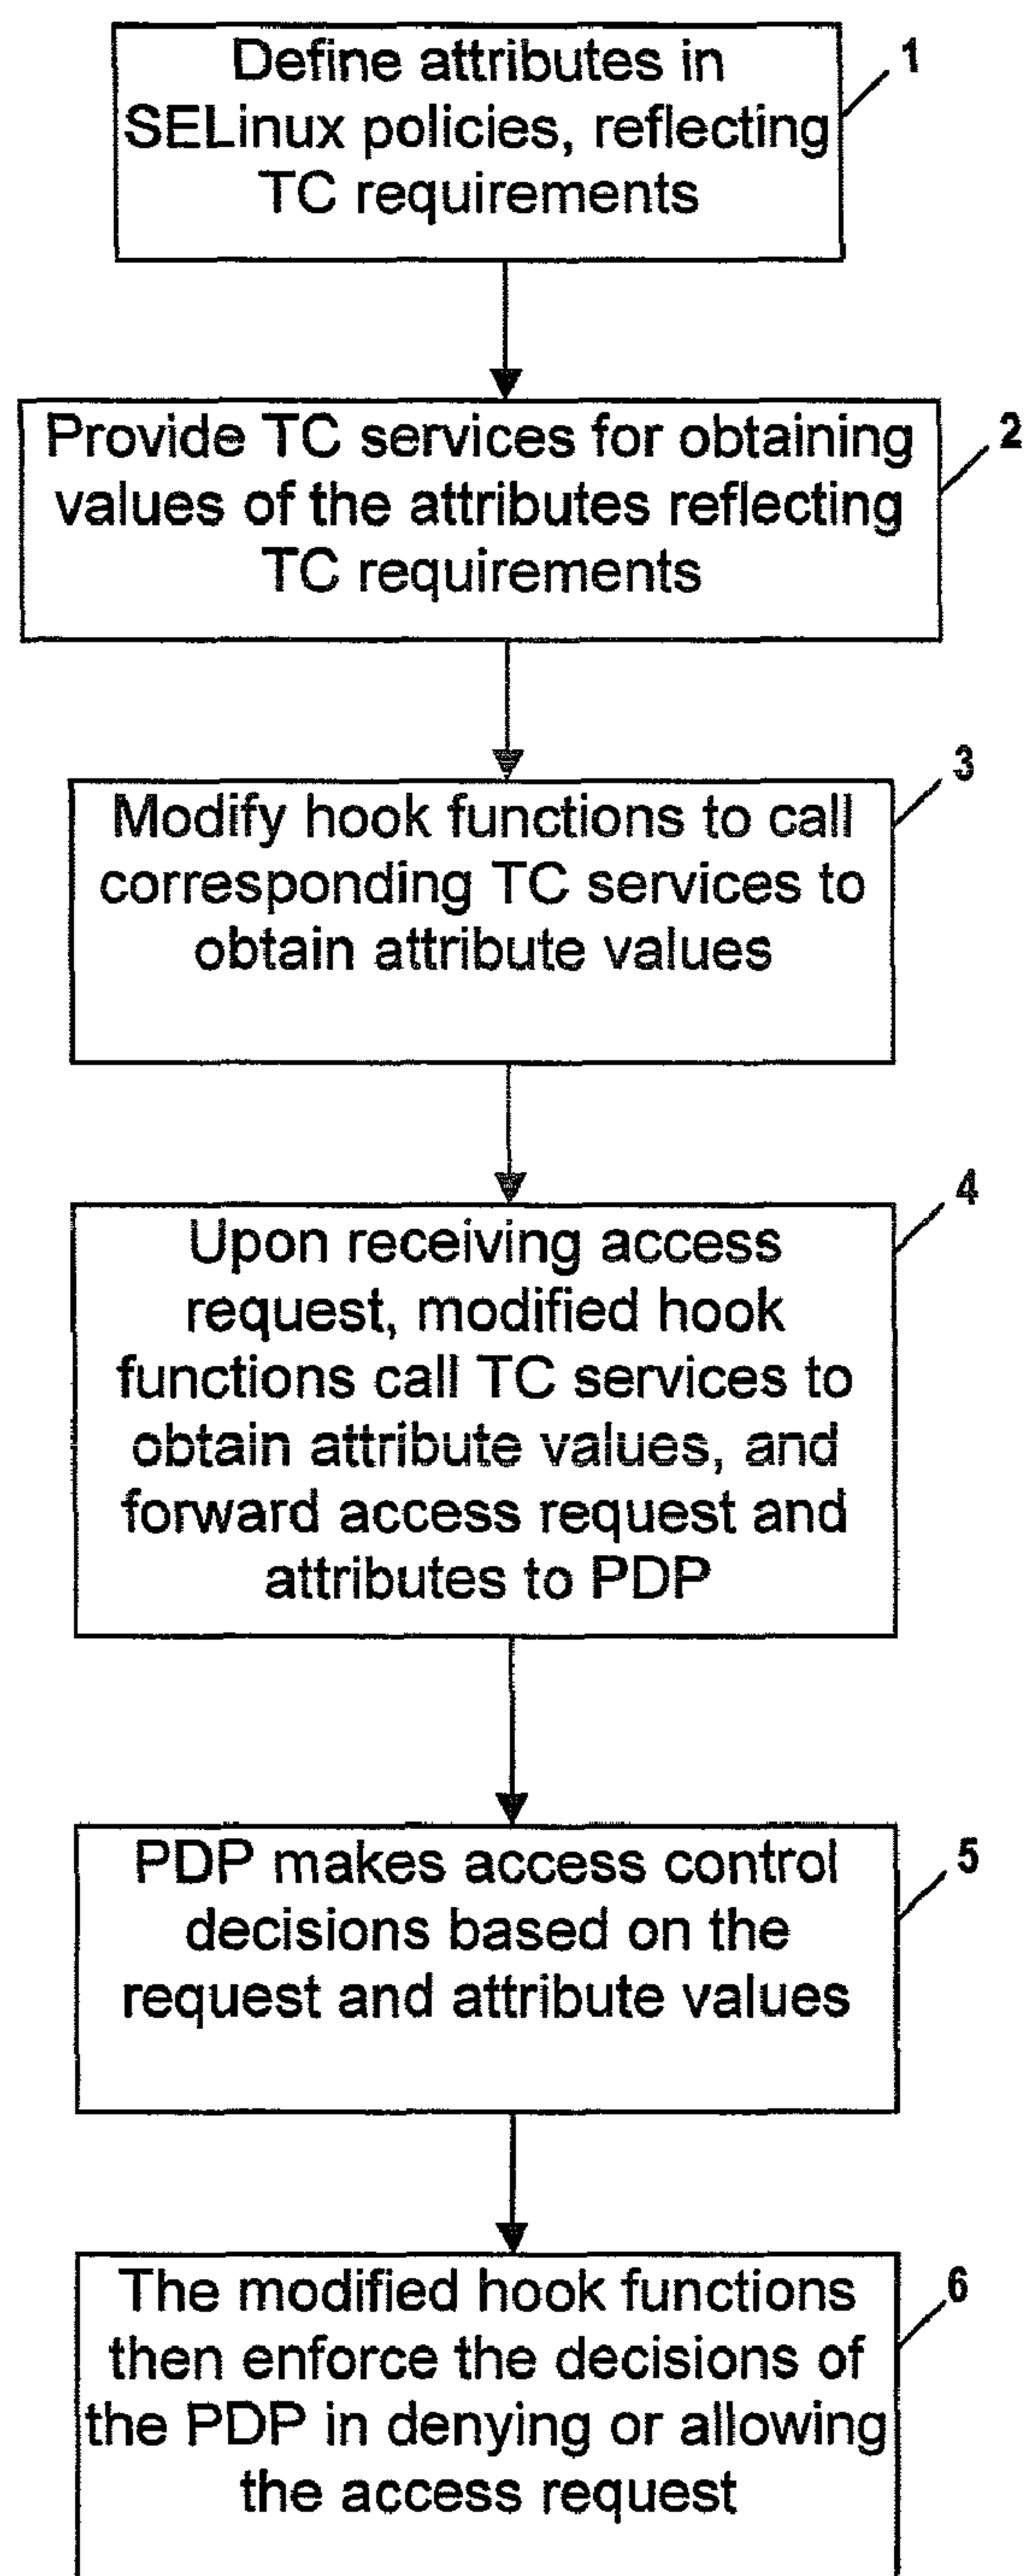 Define attributes in
SELinux policies, reflecting
TC requirements
1
Provide TC services for obtaining
values of the attributes reflecting
TC requirements
2
Modify hook functions to call
corresponding TC services to
obtain attribute values
3
Upon receiving access
request, modified hook
functions call TC services to
obtain attribute values, and
forward access request and
attributes to PDP
4
PDP makes access control
decisions based on the
request and attribute values
5
The modified hook functions
then enforce the decisions of
the PDP in denying or allowing
the access request
6